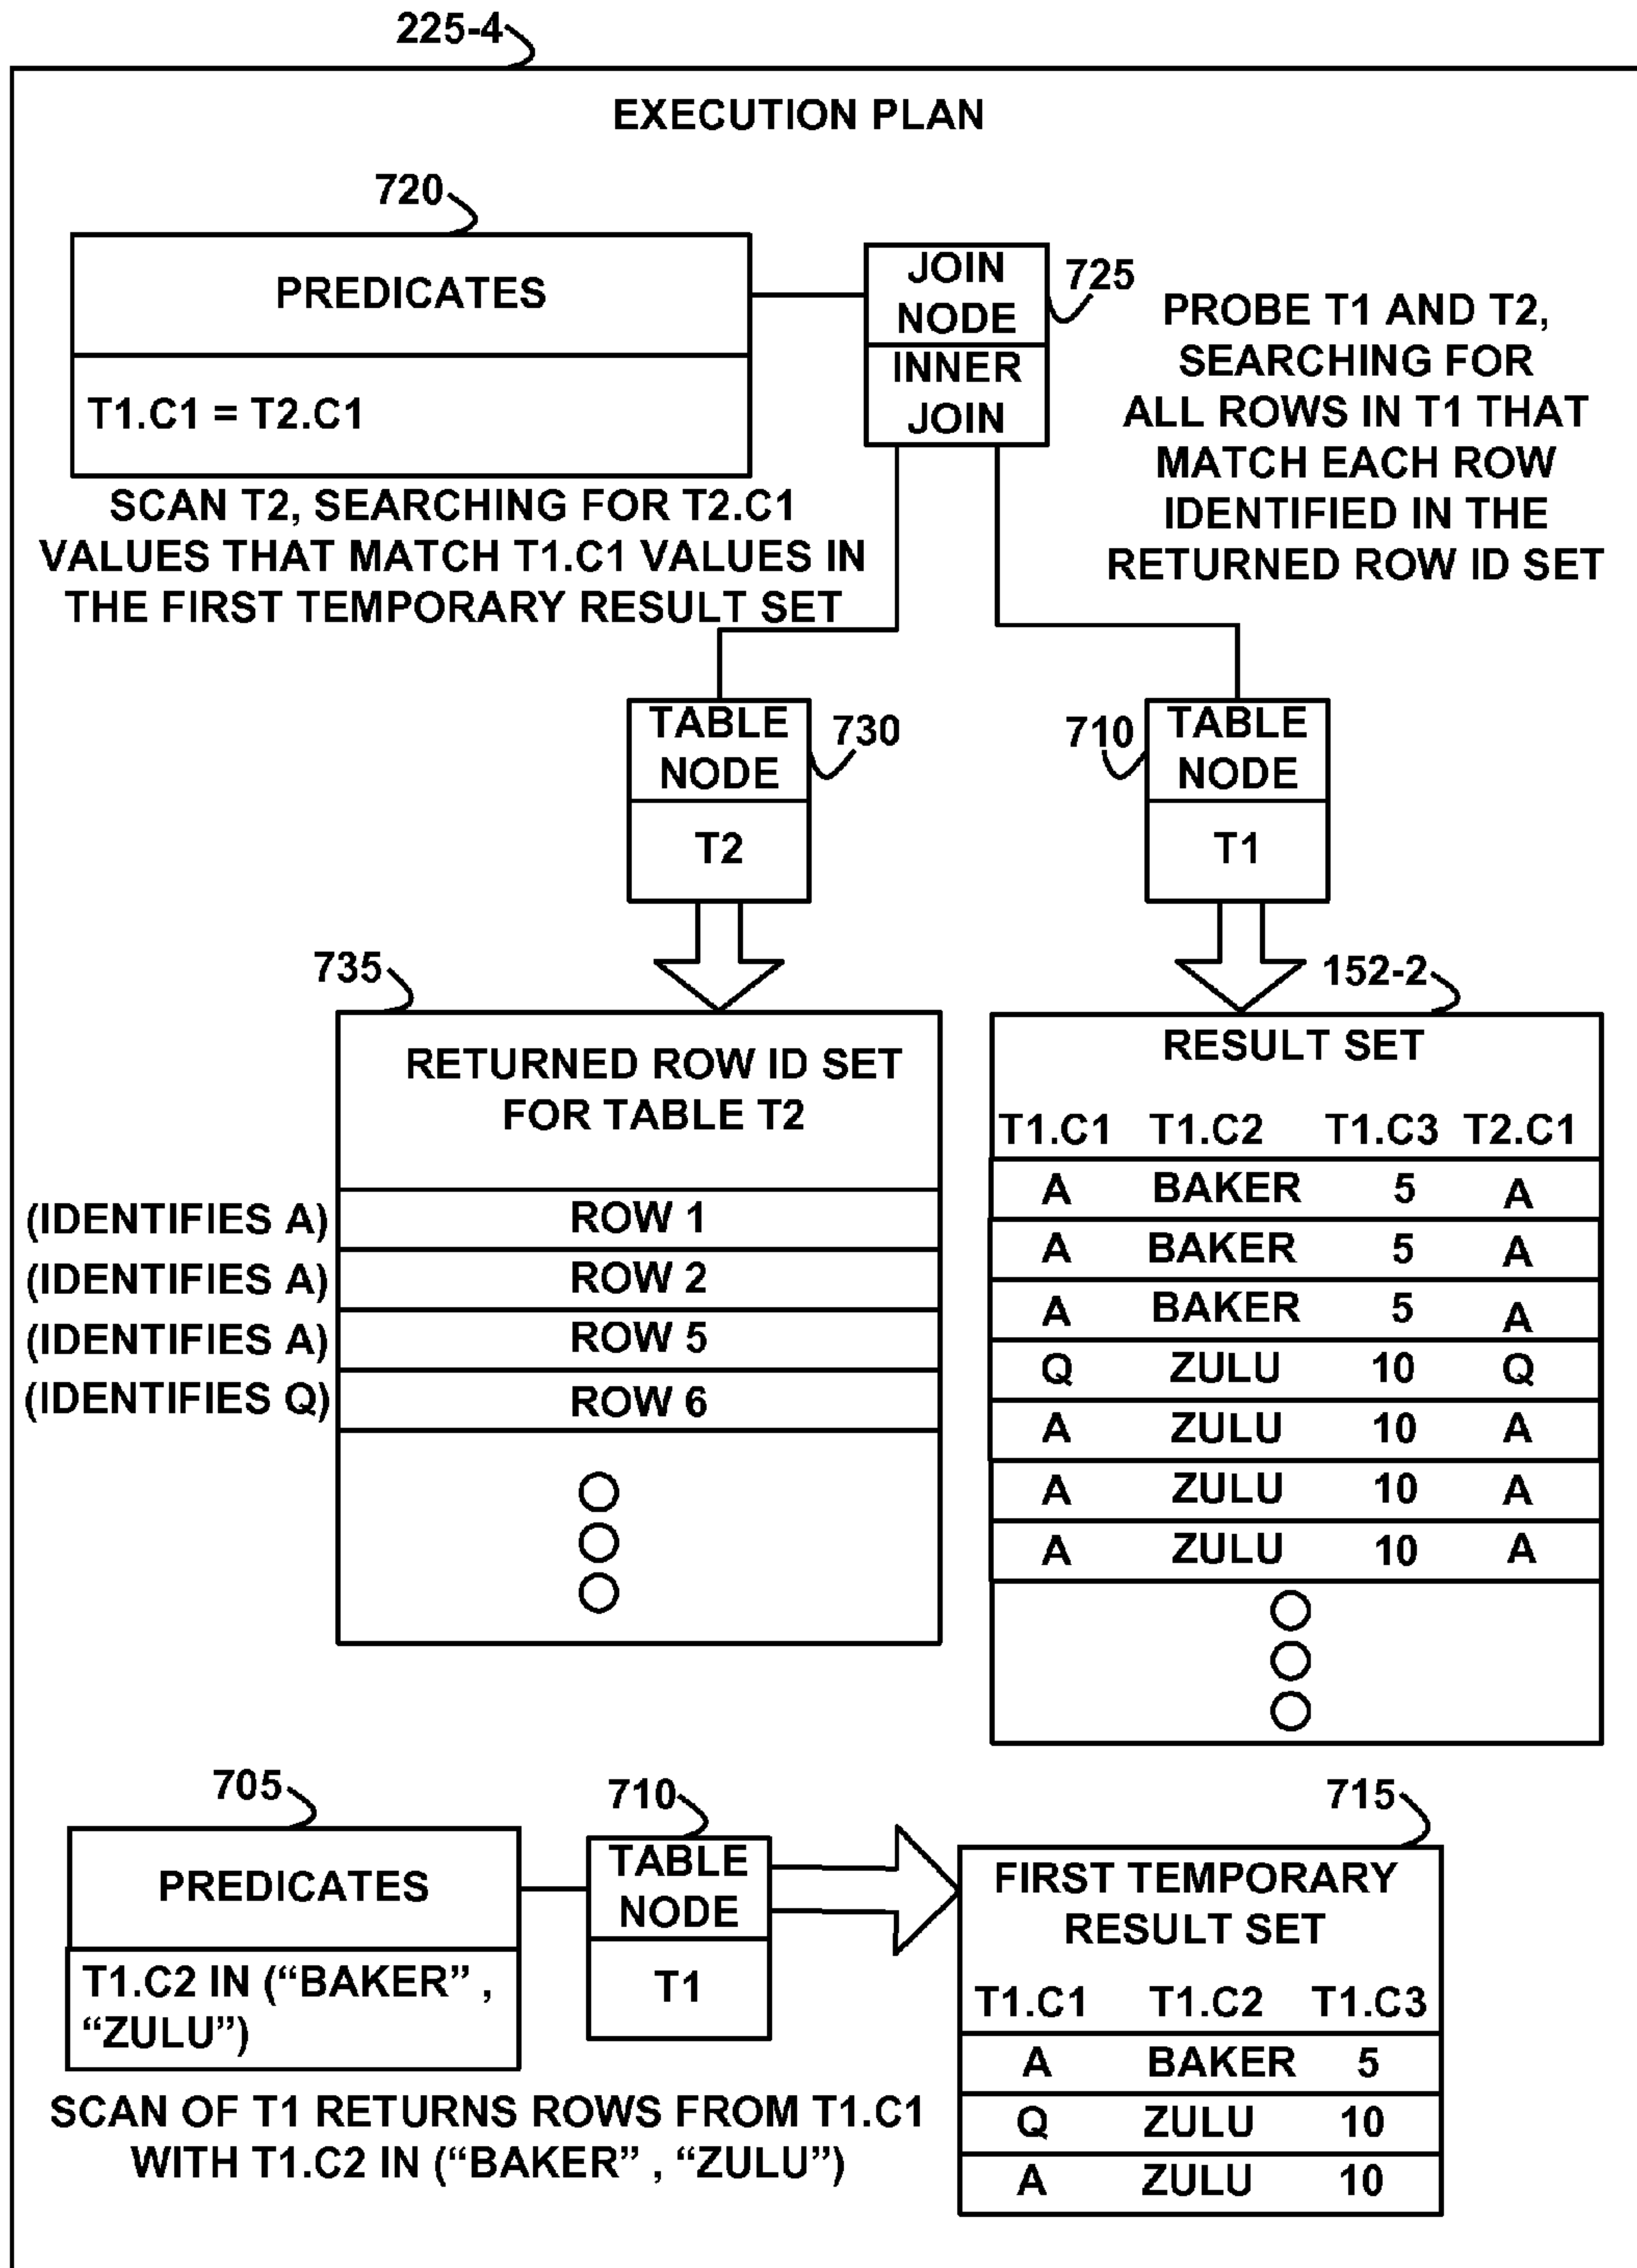 225-4
EXECUTION PLAN
720
PREDICATES
T1.C1 = T2.C1
JOIN
NODE
INNER
JOIN
725
SCAN T2, SEARCHING FOR T2.C1
VALUES THAT MATCH T1.C1 VALUES IN
THE FIRST TEMPORARY RESULT SET
PROBE T1 AND T2,
SEARCHING FOR
ALL ROWS IN T1 THAT
MATCH EACH ROW
IDENTIFIED IN THE
RETURNED ROW ID SET
TABLE
NODE
T2
730
710
TABLE
NODE
T1
735
RETURNED ROW ID SET
FOR TABLE T2
(IDENTIFIES A) ROW 1
(IDENTIFIES A) ROW 2
(IDENTIFIES A) ROW 5
(IDENTIFIES Q) ROW 6
152-2
RESULT SET
T1.C1 T1.C2 T1.C3 T2.C1
A BAKER 5 A
A BAKER 5 A
A BAKER 5 A
Q ZULU 10 Q
A ZULU 10 A
A ZULU 10 A
A ZULU 10 A
705
PREDICATES
T1.C2 IN (“BAKER” ,
“ZULU”)
710
TABLE
NODE
T1
SCAN OF T1 RETURNS ROWS FROM T1.C1
WITH T1.C2 IN (“BAKER” , “ZULU”)
715
FIRST TEMPORARY
RESULT SET
T1.C1 T1.C2 T1.C3
A BAKER 5
Q ZULU 10
A ZULU 10